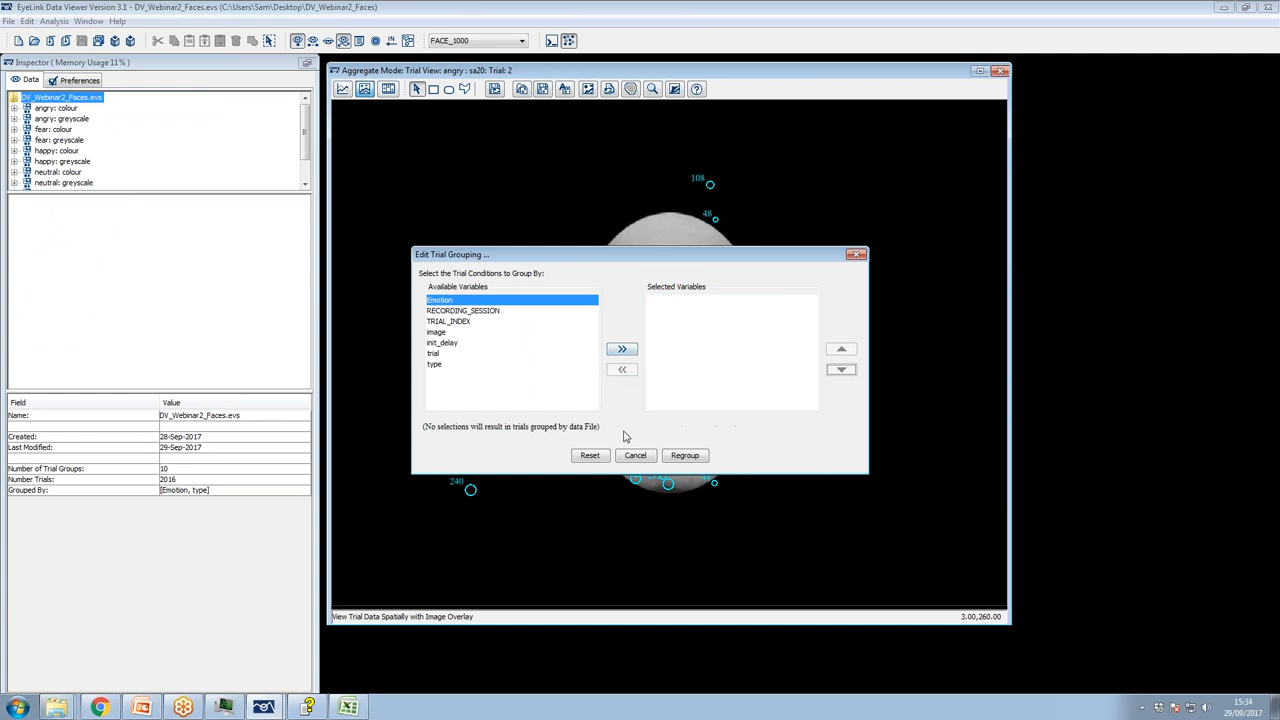 EyeLink Data Viewer Version 3.1 - DV_Webinar2_Faces.evs (C:\Users\Sam\Desktop\DV_Webinar2_Faces)
File Edit Analysis Window Help
IN
FACE_1000
Inspector ( Memory Usage 11% )
Data Preferences
DV_Webinar2_Faces.evs
angry: colour
angry: greyscale
fear: colour
fear: greyscale
happy: colour
happy: greyscale
neutral: colour
neutral: greyscale
Field Value
Name: DV_Webinar2_Faces.evs
Created: 28-Sep-2017
Last Modified: 29-Sep-2017
Number of Trial Groups: 10
Number Trials: 2016
Grouped By: [Emotion, type]
Aggregate Mode: Trial View: angry : sa20: Trial: 2
108
48
Edit Trial Grouping ...
Select the Trial Conditions to Group By:
Available Variables
Selected Variables
Emotion
RECORDING_SESSION
TRIAL_INDEX
image
init_delay
trial
type
>>
<<
(No selections will result in trials grouped by data File)
Reset Cancel Regroup
240
View Trial Data Spatially with Image Overlay
3.00,260.00
15:34
29/09/2017